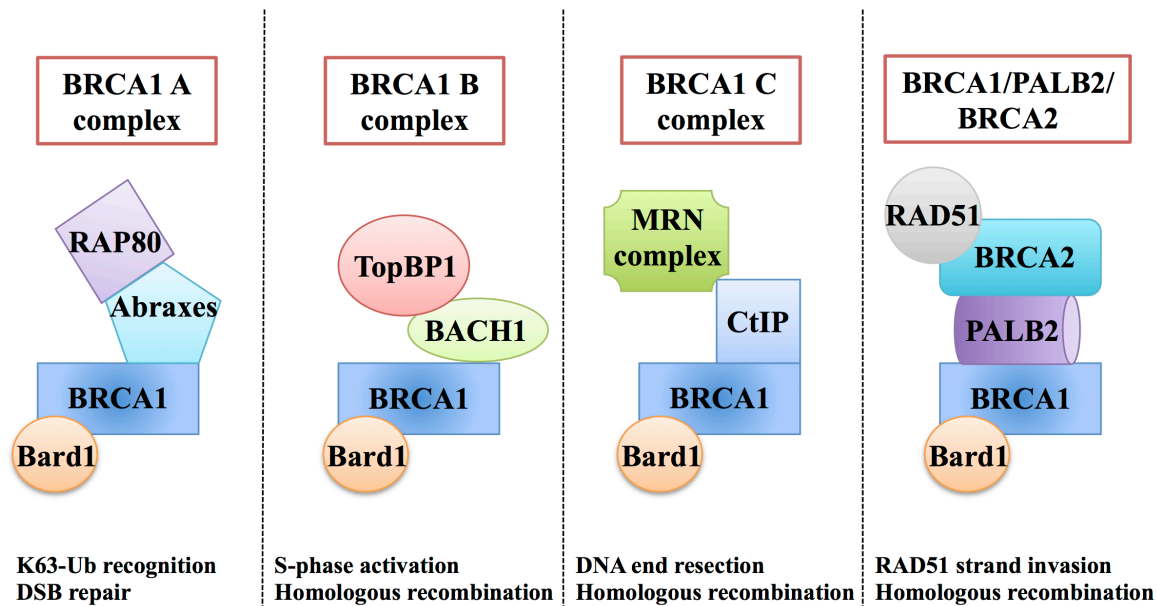 BRCA1 A
complex
RAP80
Abraxes
BRCA1
Bard1
K63-Ub recognition
DSB repair
BRCA1 B
complex
TopBP1
BACH1
BRCA1
Bard1
S-phase activation
Homologous recombination
BRCA1 C
complex
MRN
complex
CtIP
BRCA1
Bard1
DNA end resection
Homologous recombination
BRCA1/PALB2/
BRCA2
RAD51
BRCA2
PALB2
BRCA1
Bard1
RAD51 strand invasion
Homologous recombination